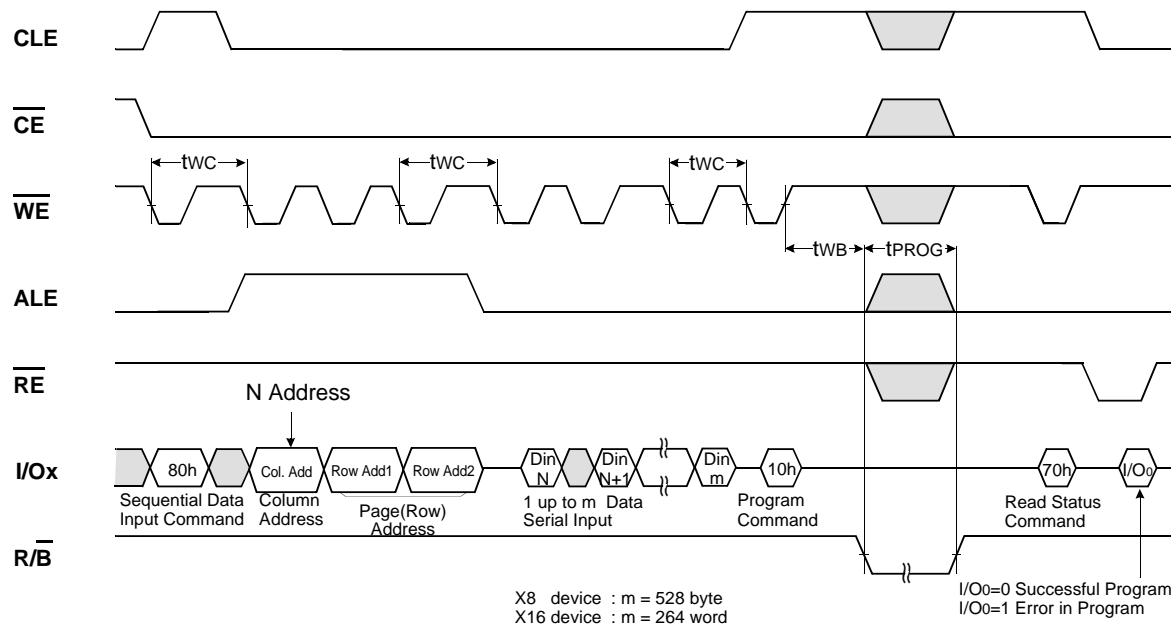 CLE
CE
tWC tWC tWC
WE
tWB tPROG
ALE
RE
N Address
I/Ox
80h Col. Add Row Add1 Row Add2 Din N Din N+1 Din m 10h 70h I/O0
Sequential Data Input Command
Column Address
Page(Row) Address
1 up to m Data Serial Input
Program Command
Read Status Command
R/B
I/O0=0 Successful Program
I/O0=1 Error in Program
X8 device : m = 528 byte
X16 device : m = 264 word